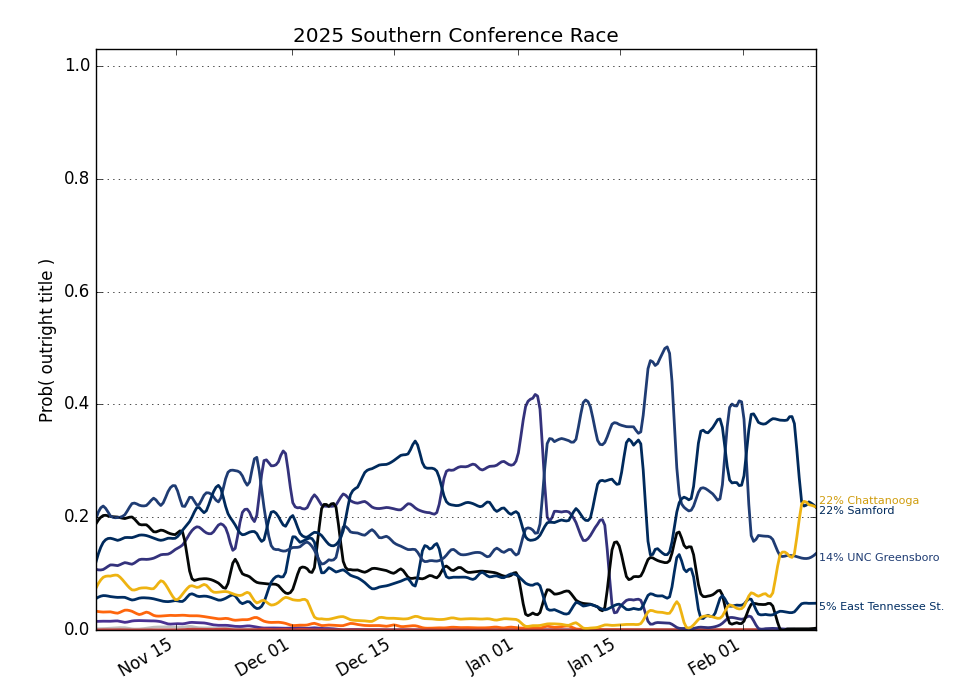 2025 Southern Conference Race
1.0
0.8
0.6
0.4
0.2
0.0
Prob( outright title )
22% Chattanooga
22% Samford
14% UNC Greensboro
5% East Tennessee St.
Nov 15
Dec 01
Dec 15
Jan 01
Jan 15
Feb 01